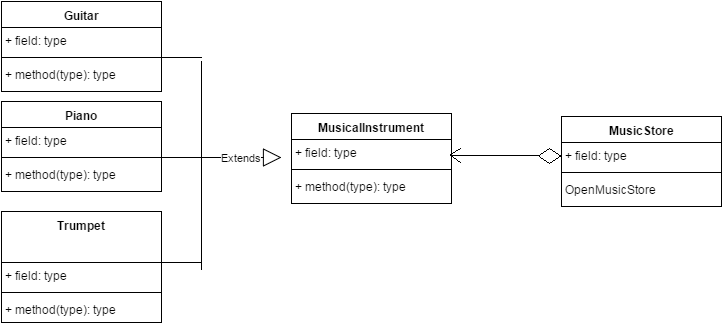 Guitar
+ field: type
+ method(type): type
Piano
+ field: type
+ method(type): type
Trumpet
+ field: type
+ method(type): type
Extends
MusicalInstrument
+ field: type
+ method(type): type
MusicStore
+ field: type
OpenMusicStore